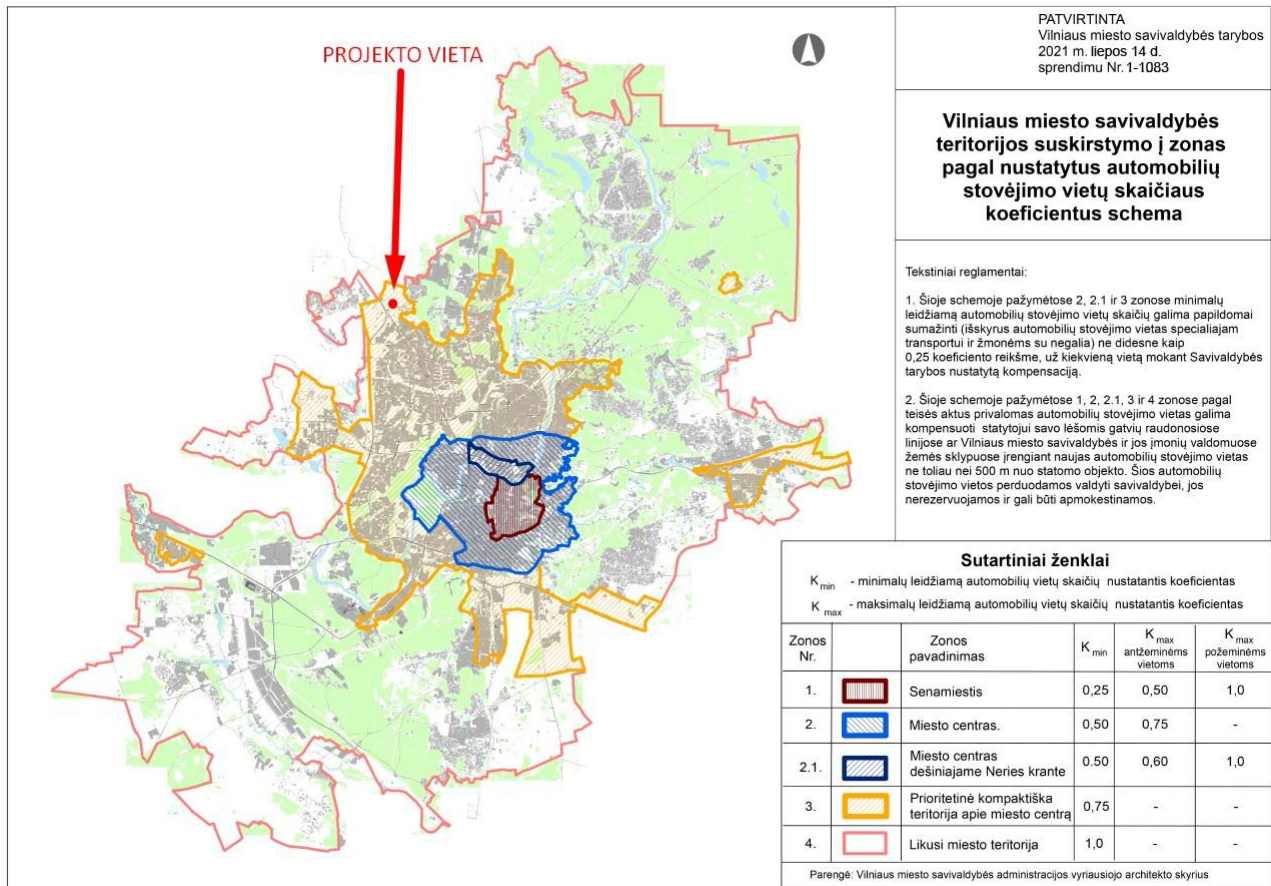 PROJEKTO VIETA
PATVIRTINTA
Vilniaus miesto savivaldybės tarybos
2021 m. liepos 14 d.
sprendimu Nr. 1-1083
Vilniaus miesto savivaldybės
teritorijos suskirstymo į zonas
pagal nustatytus automobilių
stovėjimo vietų skaičiaus
koeficientus schema
Tekstiniai reglamentai:
1. Šioje schemoje pažymėtose 2, 2.1 ir 3 zonose minimalų
leidžiamą automobilių stovėjimo vietų skaičių galima papildomai
sumažinti (išskyrus automobilių stovėjimo vietas specialiajam
transportui ir žmonėms su negalia) ne didesne kaip
0,25 koeficiento reikšme, už kiekvieną vietą mokant Savivaldybės
tarybos nustatytą kompensaciją.
2. Šioje schemoje pažymėtose 1, 2, 2.1, 3 ir 4 zonose pagal
teisės aktus privalomas automobilių stovėjimo vietas galima
kompensuoti statytojui savo lėšomis gatvių raudonosiose
linijose ar Vilniaus miesto savivaldybė ir jos įmonių valdomuose
žemės sklypuose įrengiant naujas automobilių stovėjimo vietas
ne toliau nei 500 m nuo statomo objekto. Šios automobilių
stovėjimo vietos perduodamos valdyti savivaldybei, jos
nerezervuojamos ir gali būti apmokestinamos.
Sutartiniai ženklai
K min - minimalų leidžiamą automobilių vietų skaičių nustatantis koeficientas
K max - maksimalų leidžiamą automobilių vietų skaičių nustatantis koeficientas
Zonos Nr.
Zonos pavadinimas
K min
K max antžeminėms vietoms
K max požeminėms vietoms
1. Senamiestis 0,25 0,50 1,0
2. Miesto centras. 0,50 0,75 -
2.1. Miesto centras dešiniajame Neries krante 0.50 0,60 1,0
3. Prioritetinė kompaktiška teritorija apie miesto centrą 0,75 - -
4. Likusi miesto teritorija 1,0 - -
Parengė: Vilniaus miesto savivaldybės administracijos vyriausiojo architekto skyrius